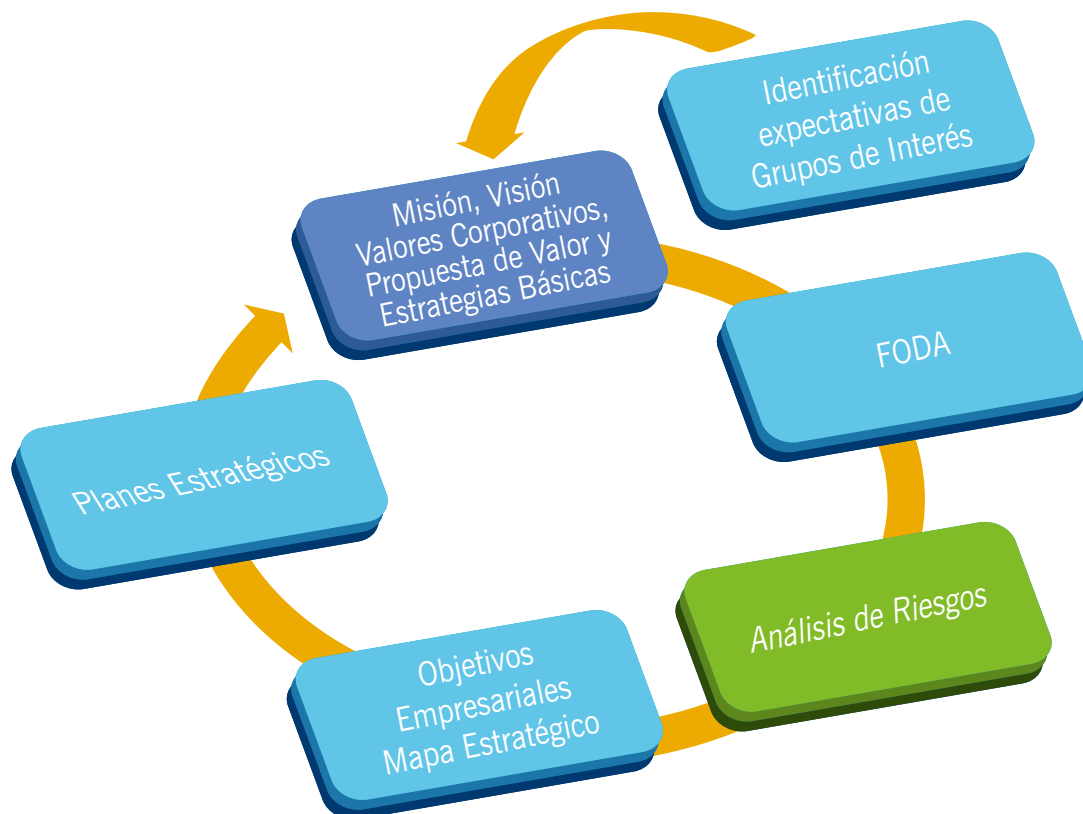 Identificación
expectativas de
Grupos de Interés
Misión, Visión
Valores Corporativos,
Propuesta de Valor y
Estrategias Básicas
FODA
Análisis de Riesgos
Objetivos
Empresariales
Mapa Estratégico
Planes Estratégicos